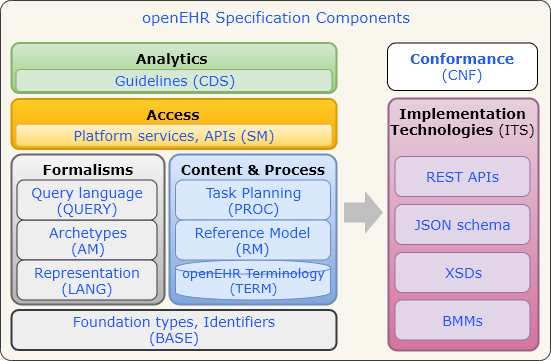 openEHR Specification Components
Analytics
Guidelines (CDS)
Access
Platform services, APIs (SM)
Formalisms
Query language
(QUERY)
Archetypes
(AM)
Representation
(LANG)
Content & Process
Task Planning
(PROC)
Reference Model
(RM)
openEHR Terminology
(TERM)
Foundation types, Identifiers
(BASE)
Conformance
(CNF)
Implementation
Technologies (ITS)
REST APIs
JSON schema
XSDs
BMMs